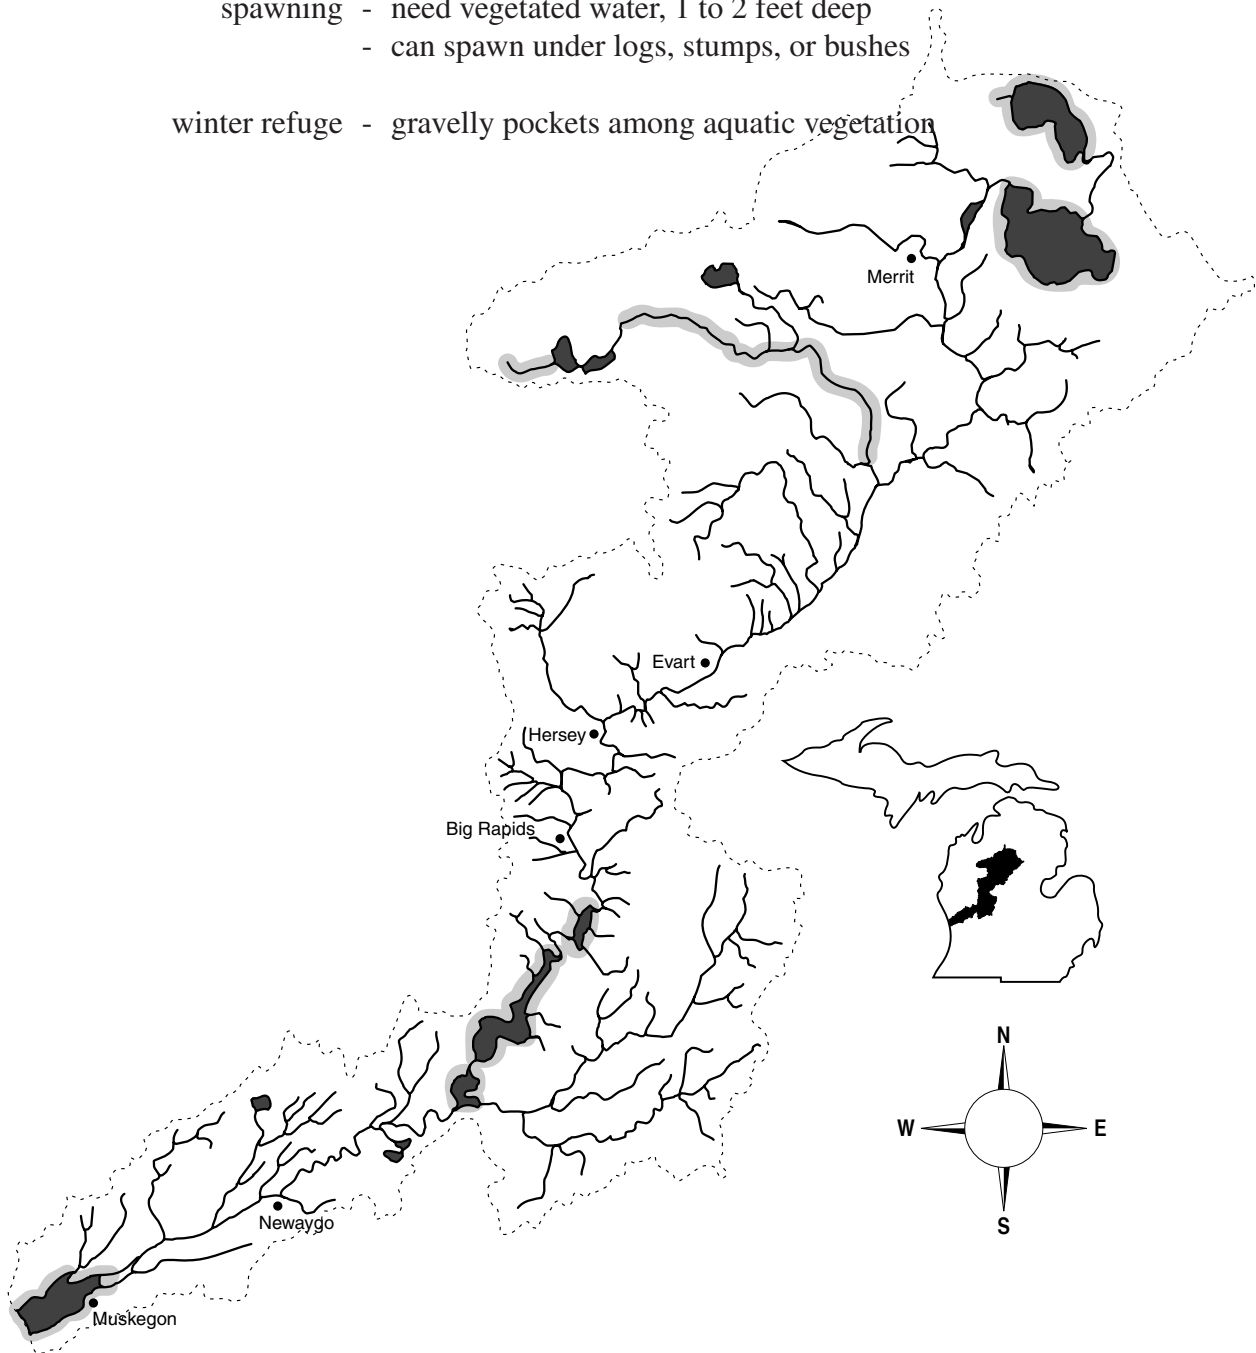 spawning - need vegetated water, 1 to 2 feet deep
- can spawn under logs, stumps, or bushes
winter refuge - gravelly pockets among aquatic vegetation
Merrit
Evart
Hersey
Big Rapids
N
W E
S
Newaygo
Muskegon